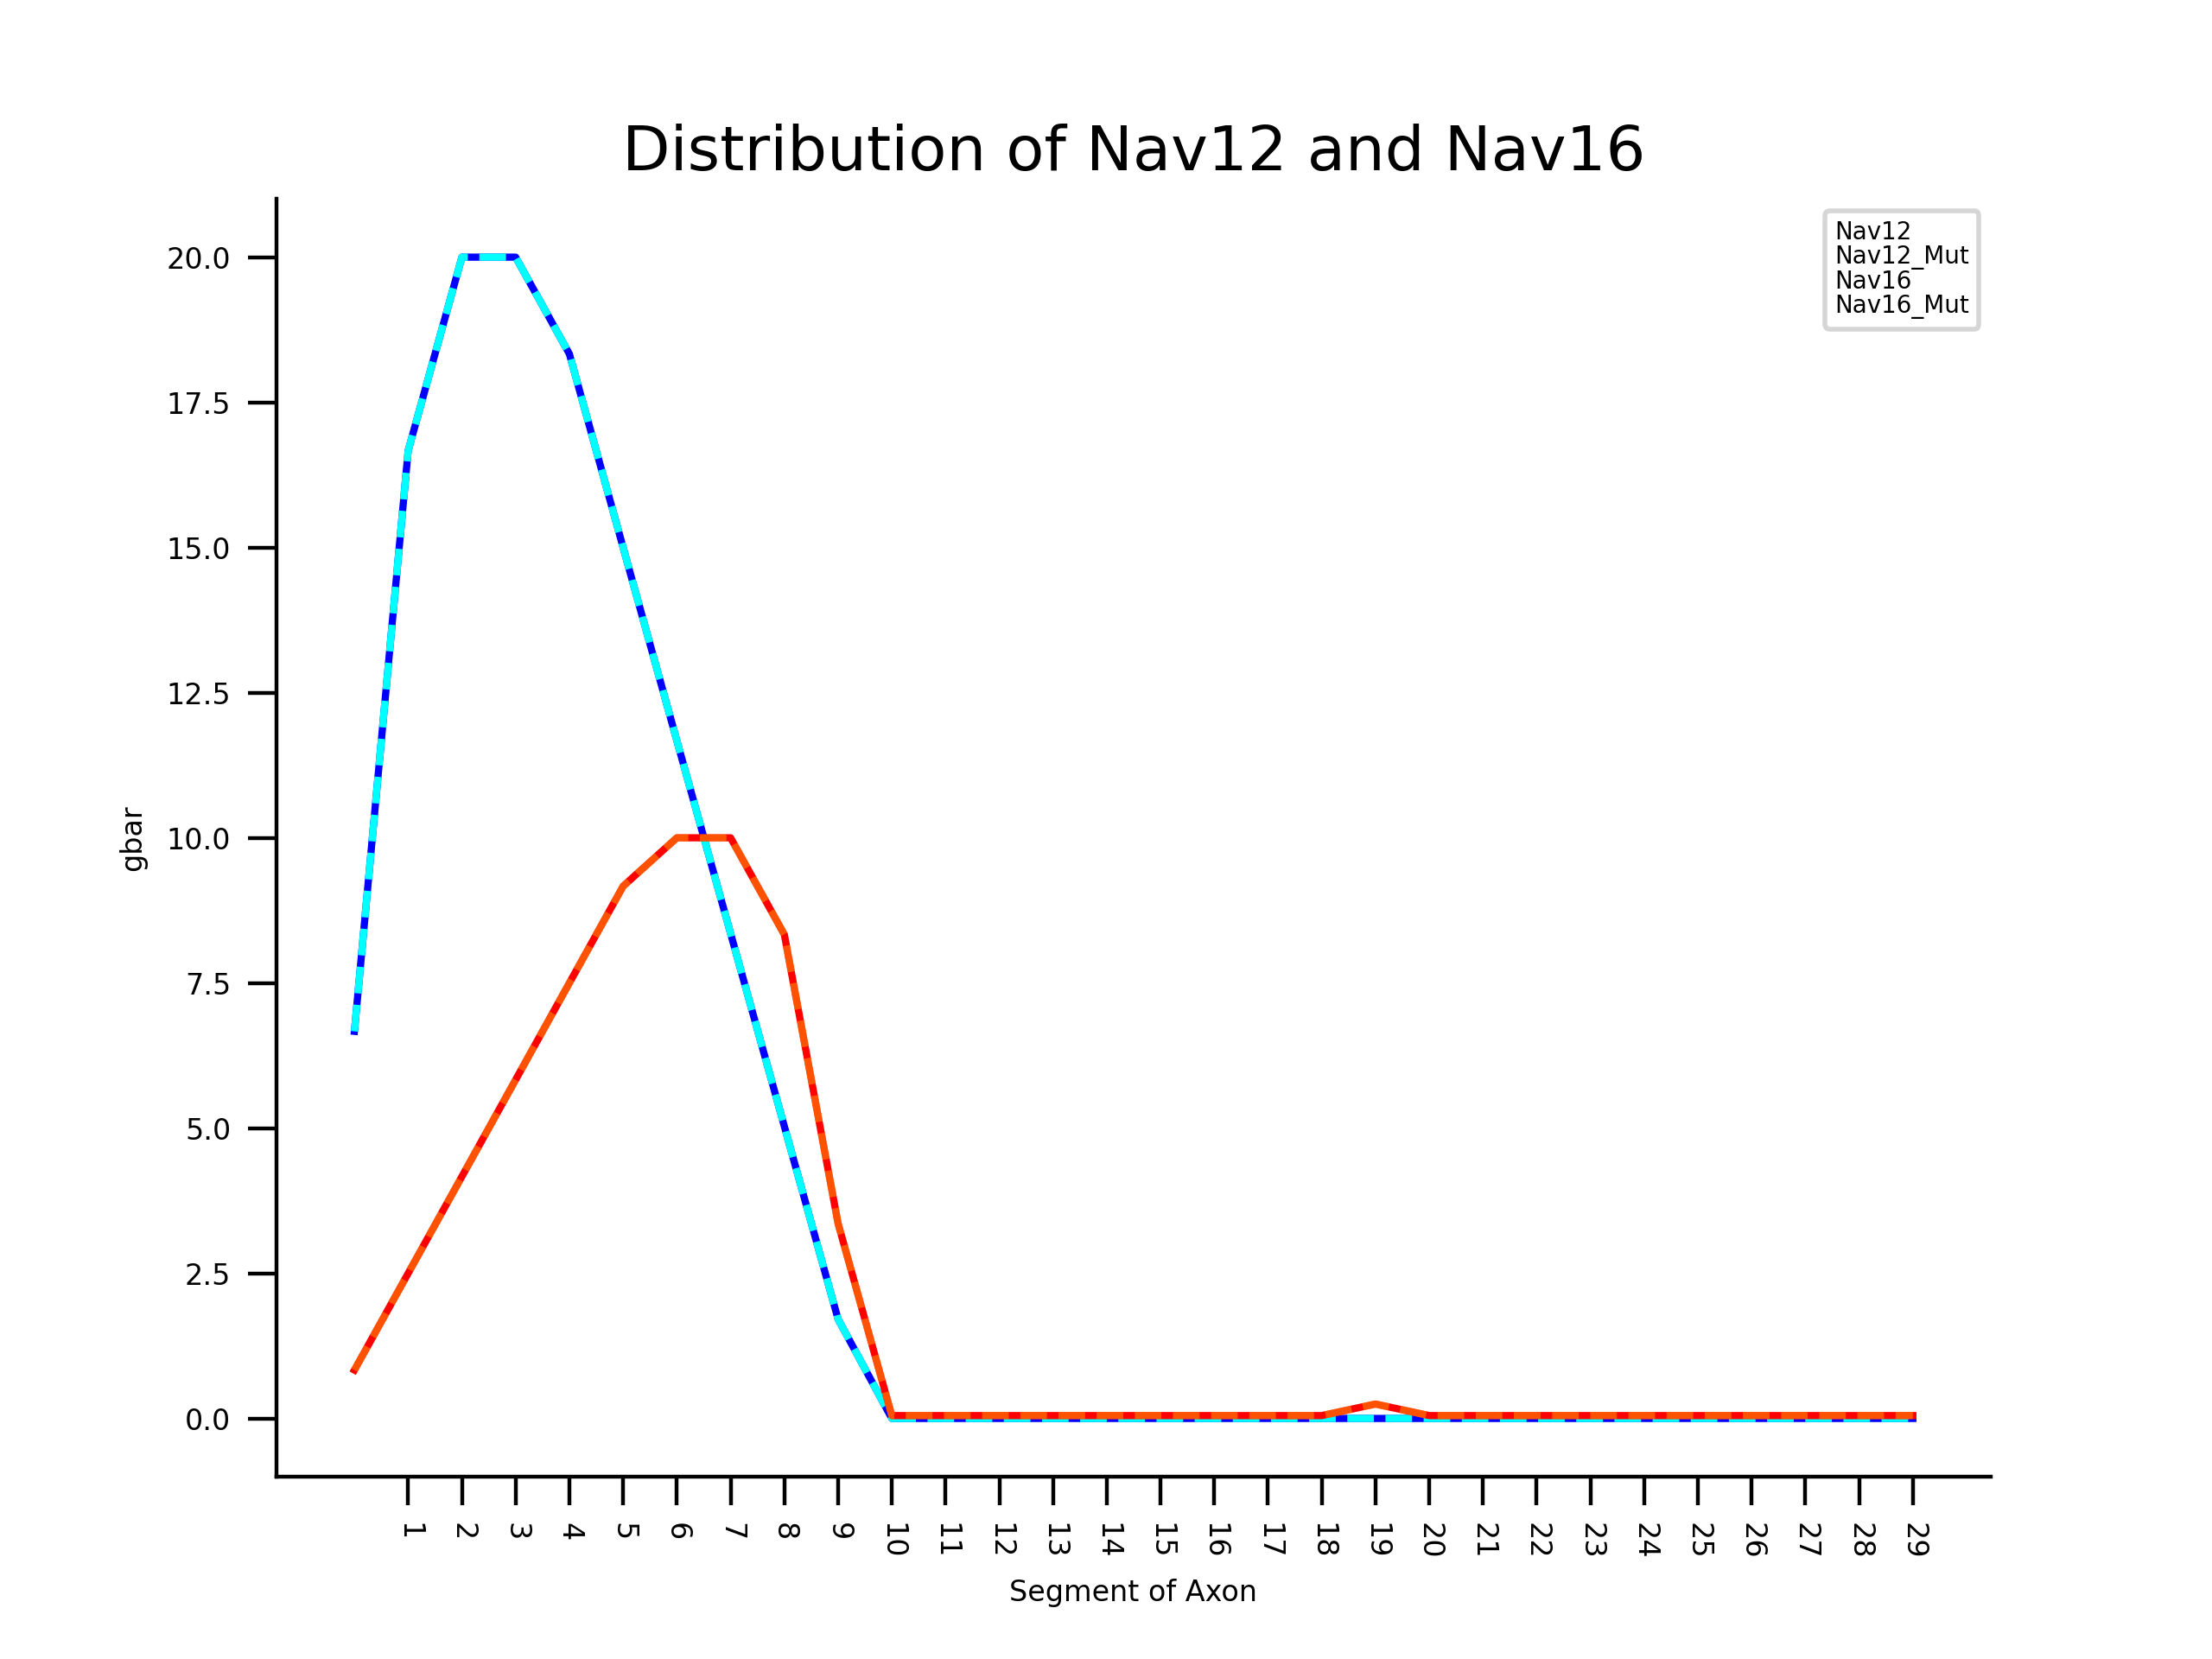 Distribution of Nav12 and Nav16
Nav12
Nav12_Mut
Nav16
Nav16_Mut
20.0
17.5
15.0
12.5
10.0
7.5
5.0
2.5
0.0
gbar
1 2 3 4 5 6 7 8 9 10 11 12 13 14 15 16 17 18 19 20 21 22 23 24 25 26 27 28 29
Segment of Axon